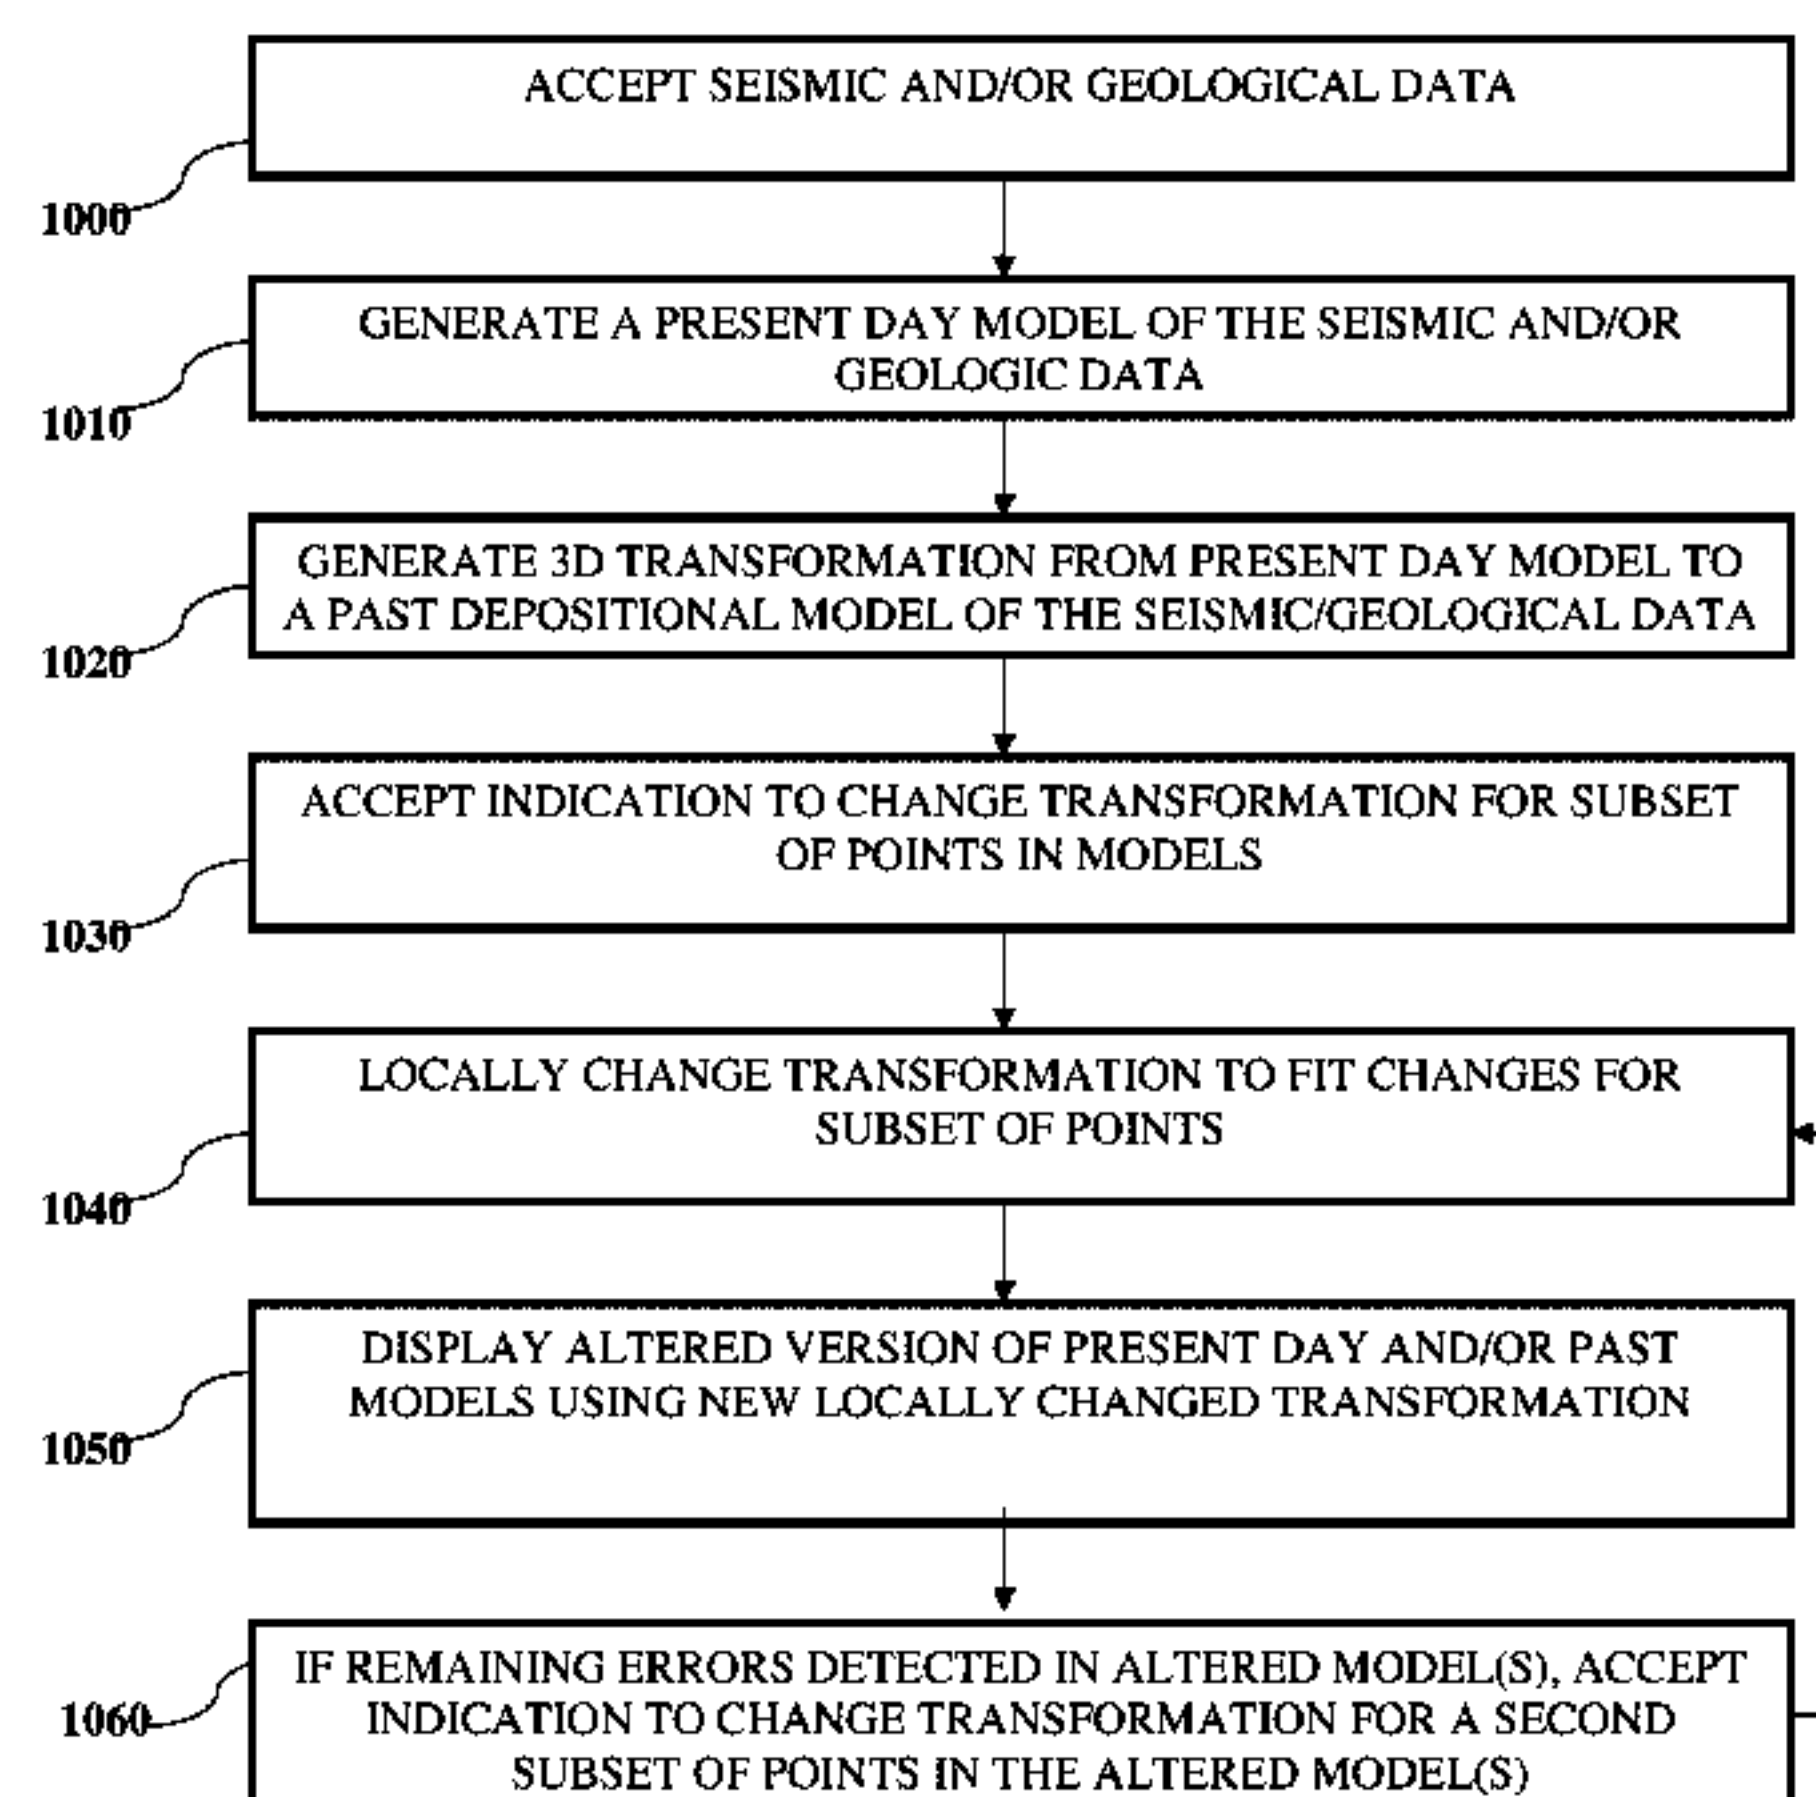 ACCEPT SEISMIC AND/OR GEOLOGICAL DATA
1000
GENERATE A PRESENT DAY MODEL OF THE SEISMIC AND/OR
GEOLOGIC DATA
1010
GENERATE 3D TRANSFORMATION FROM PRESENT DAY MODEL TO
A PAST DEPOSITIONAL MODEL OF THE SEISMIC/GEOLOGICAL DATA
1020
ACCEPT INDICATION TO CHANGE TRANSFORMATION FOR SUBSET
OF POINTS IN MODELS
1030
LOCALLY CHANGE TRANSFORMATION TO FIT CHANGES FOR
SUBSET OF POINTS
1040
DISPLAY ALTERED VERSION OF PRESENT DAY AND/OR PAST
MODELS USING NEW LOCALLY CHANGED TRANSFORMATION
1050
IF REMAINING ERRORS DETECTED IN ALTERED MODEL(S), ACCEPT
INDICATION TO CHANGE TRANSFORMATION FOR A SECOND
SUBSET OF POINTS IN THE ALTERED MODEL(S)
1060